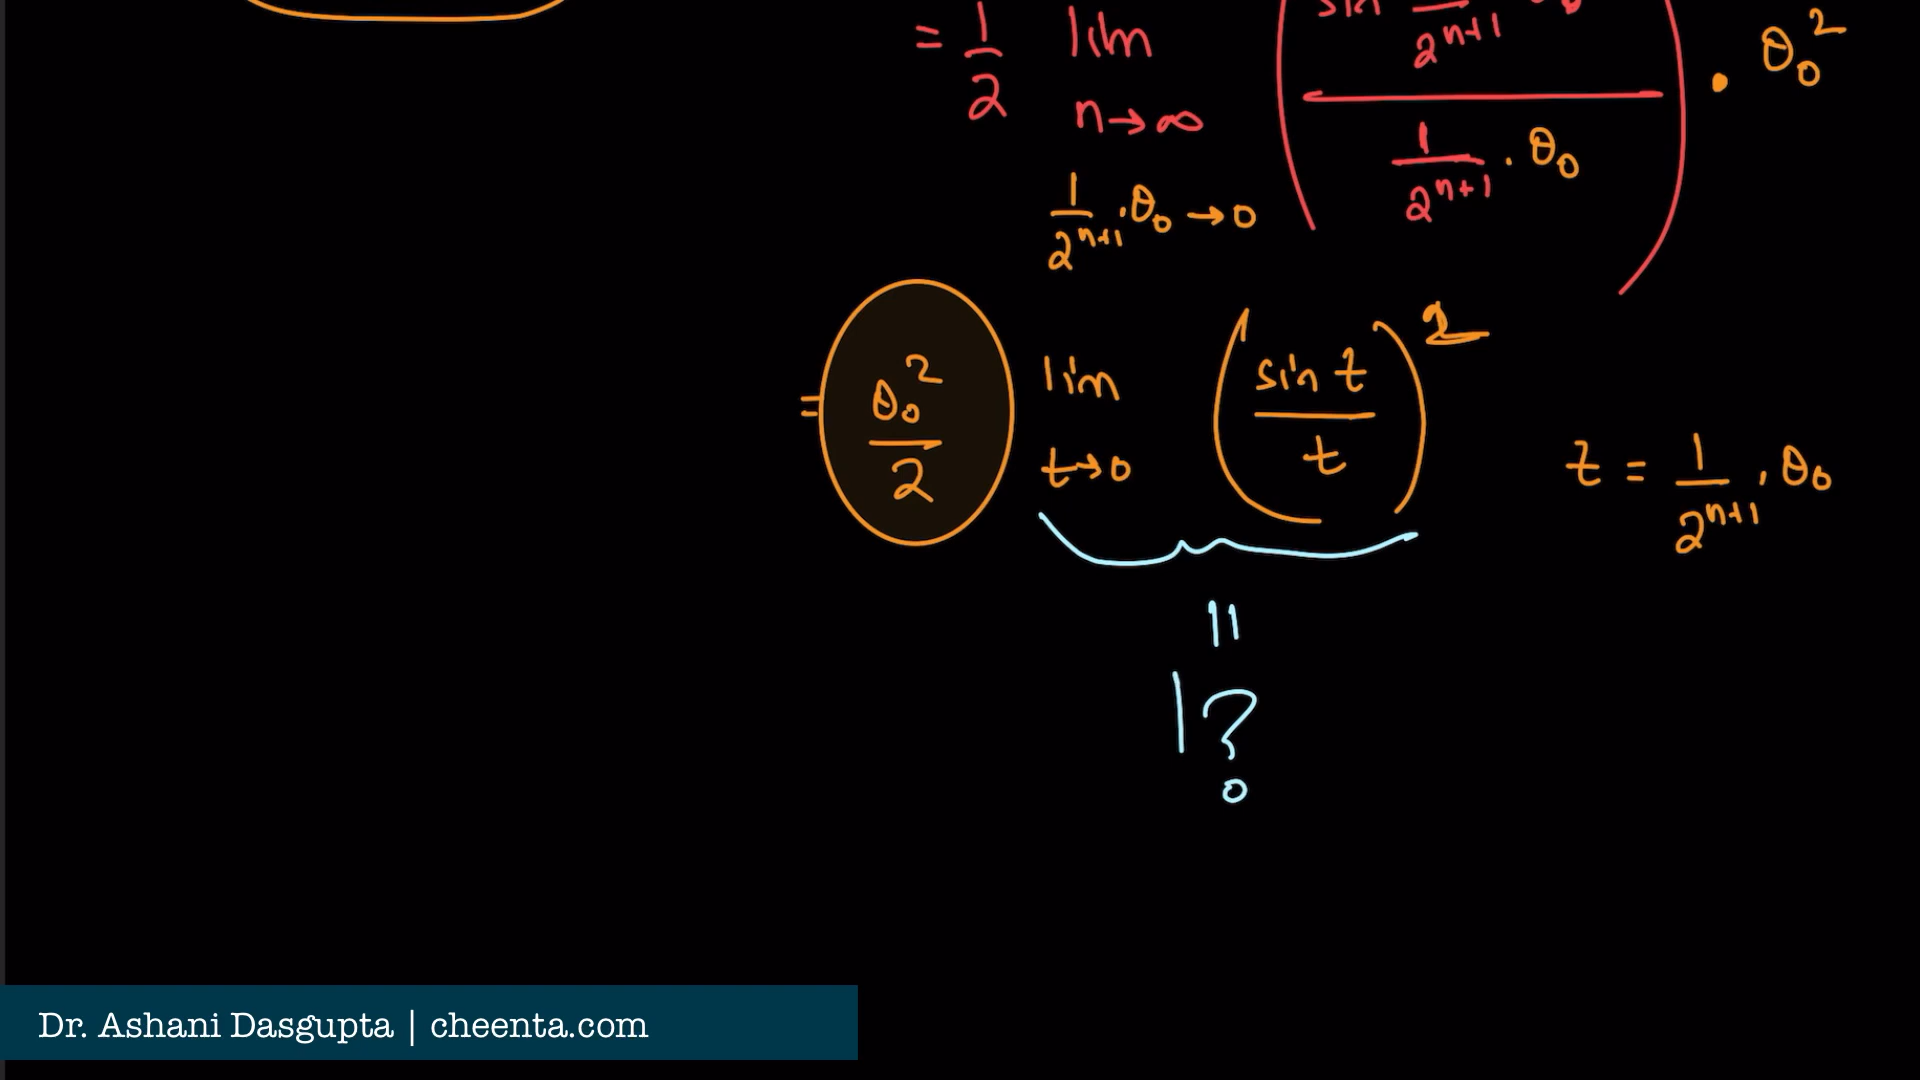 = 1/2 lim n→∞ ( sin 1/2^{n+1} · θ₀ / 1/2^{n+1} · θ₀ ) · θ₀²
1/2^{n+1} · θ₀ → 0
= θ₀²/2 lim t→0 ( sin t / t )²
t = 1/2^{n+1} · θ₀
=
1?
Dr. Ashani Dasgupta | cheenta.com